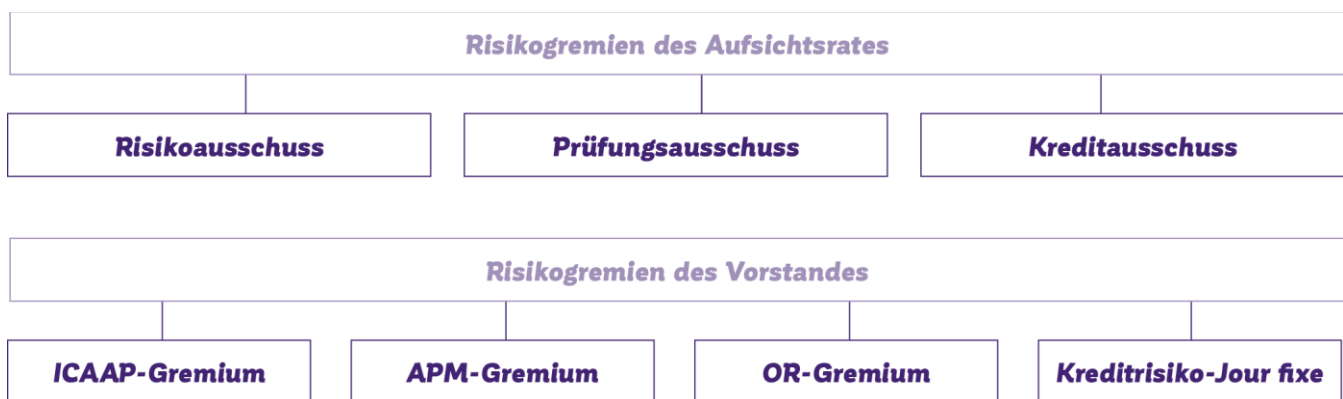 Risikogremien des Aufsichtsrates
Risikoausschuss
Prüfungsausschuss
Kreditausschuss
Risikogremien des Vorstandes
ICAAP-Gremium
APM-Gremium
OR-Gremium
Kreditrisiko-Jour fixe